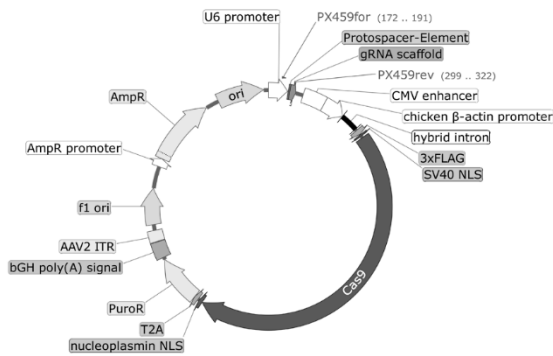 U6 promoter
PX459for (172 .. 191)
Protospacer-Element
gRNA scaffold
PX459rev (299 .. 322)
CMV enhancer
chicken β-actin promoter
hybrid intron
3xFLAG
SV40 NLS
Cas9
nucleoplasmin NLS
T2A
PuroR
bGH poly(A) signal
AAV2 ITR
f1 ori
AmpR promoter
AmpR
ori